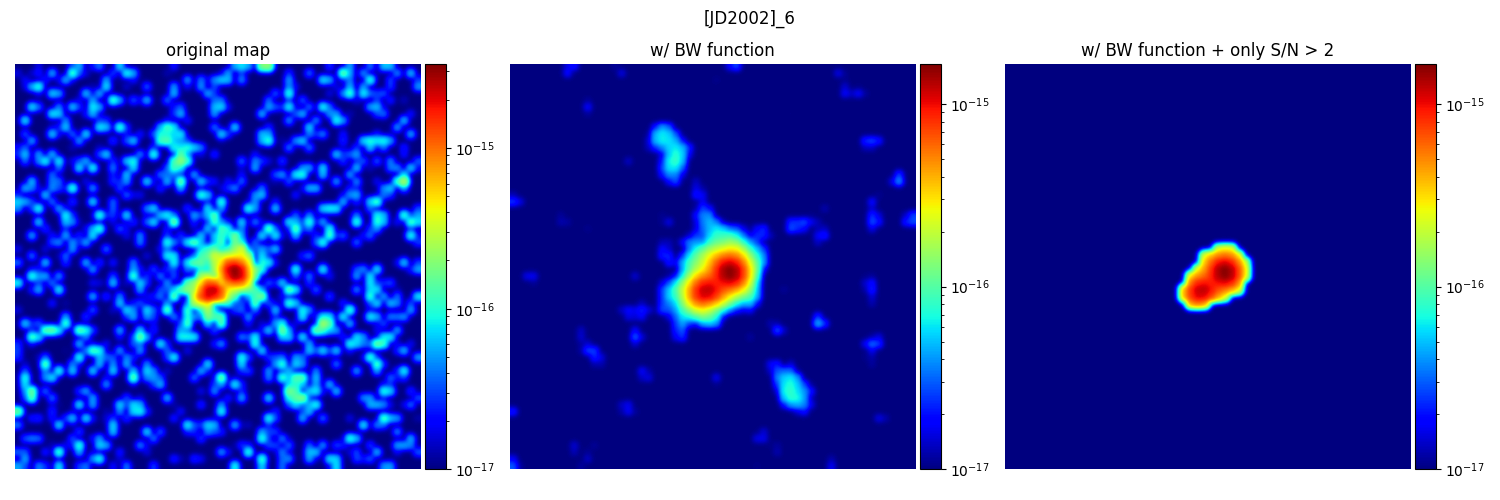 [JD2002]_6
original map
w/ BW function
w/ BW function + only S/N > 2
10⁻¹⁵
10⁻¹⁶
10⁻¹⁷
10⁻¹⁵
10⁻¹⁶
10⁻¹⁷
10⁻¹⁵
10⁻¹⁶
10⁻¹⁷